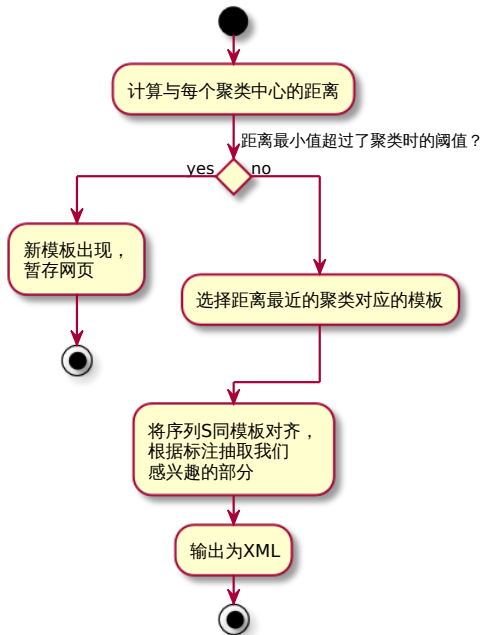 计算与每个聚类中心的距离
距离最小值超过了聚类时的阈值？
yes
no
新模板出现，
暂存网页
选择距离最近的聚类对应的模板
将序列S同模板对齐，
根据标注抽取我们
感兴趣的部分
输出为XML